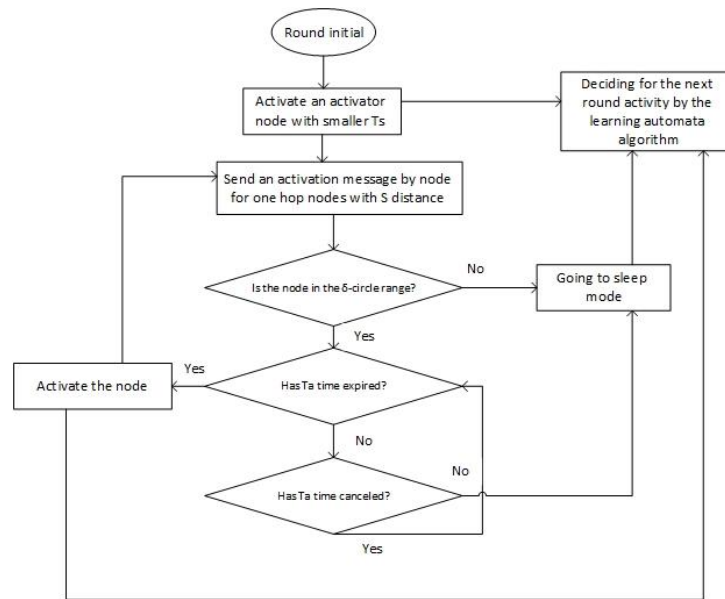 Round initial
Activate an activator
node with smaller Ts
Deciding for the next
round activity by the
learning automata
algorithm
Send an activation message by node
for one hop nodes with S distance
No
Is the node in the δ-circle range?
Going to sleep
mode
Yes
Yes
Activate the node
Has Ta time expired?
No
No
Has Ta time canceled?
Yes